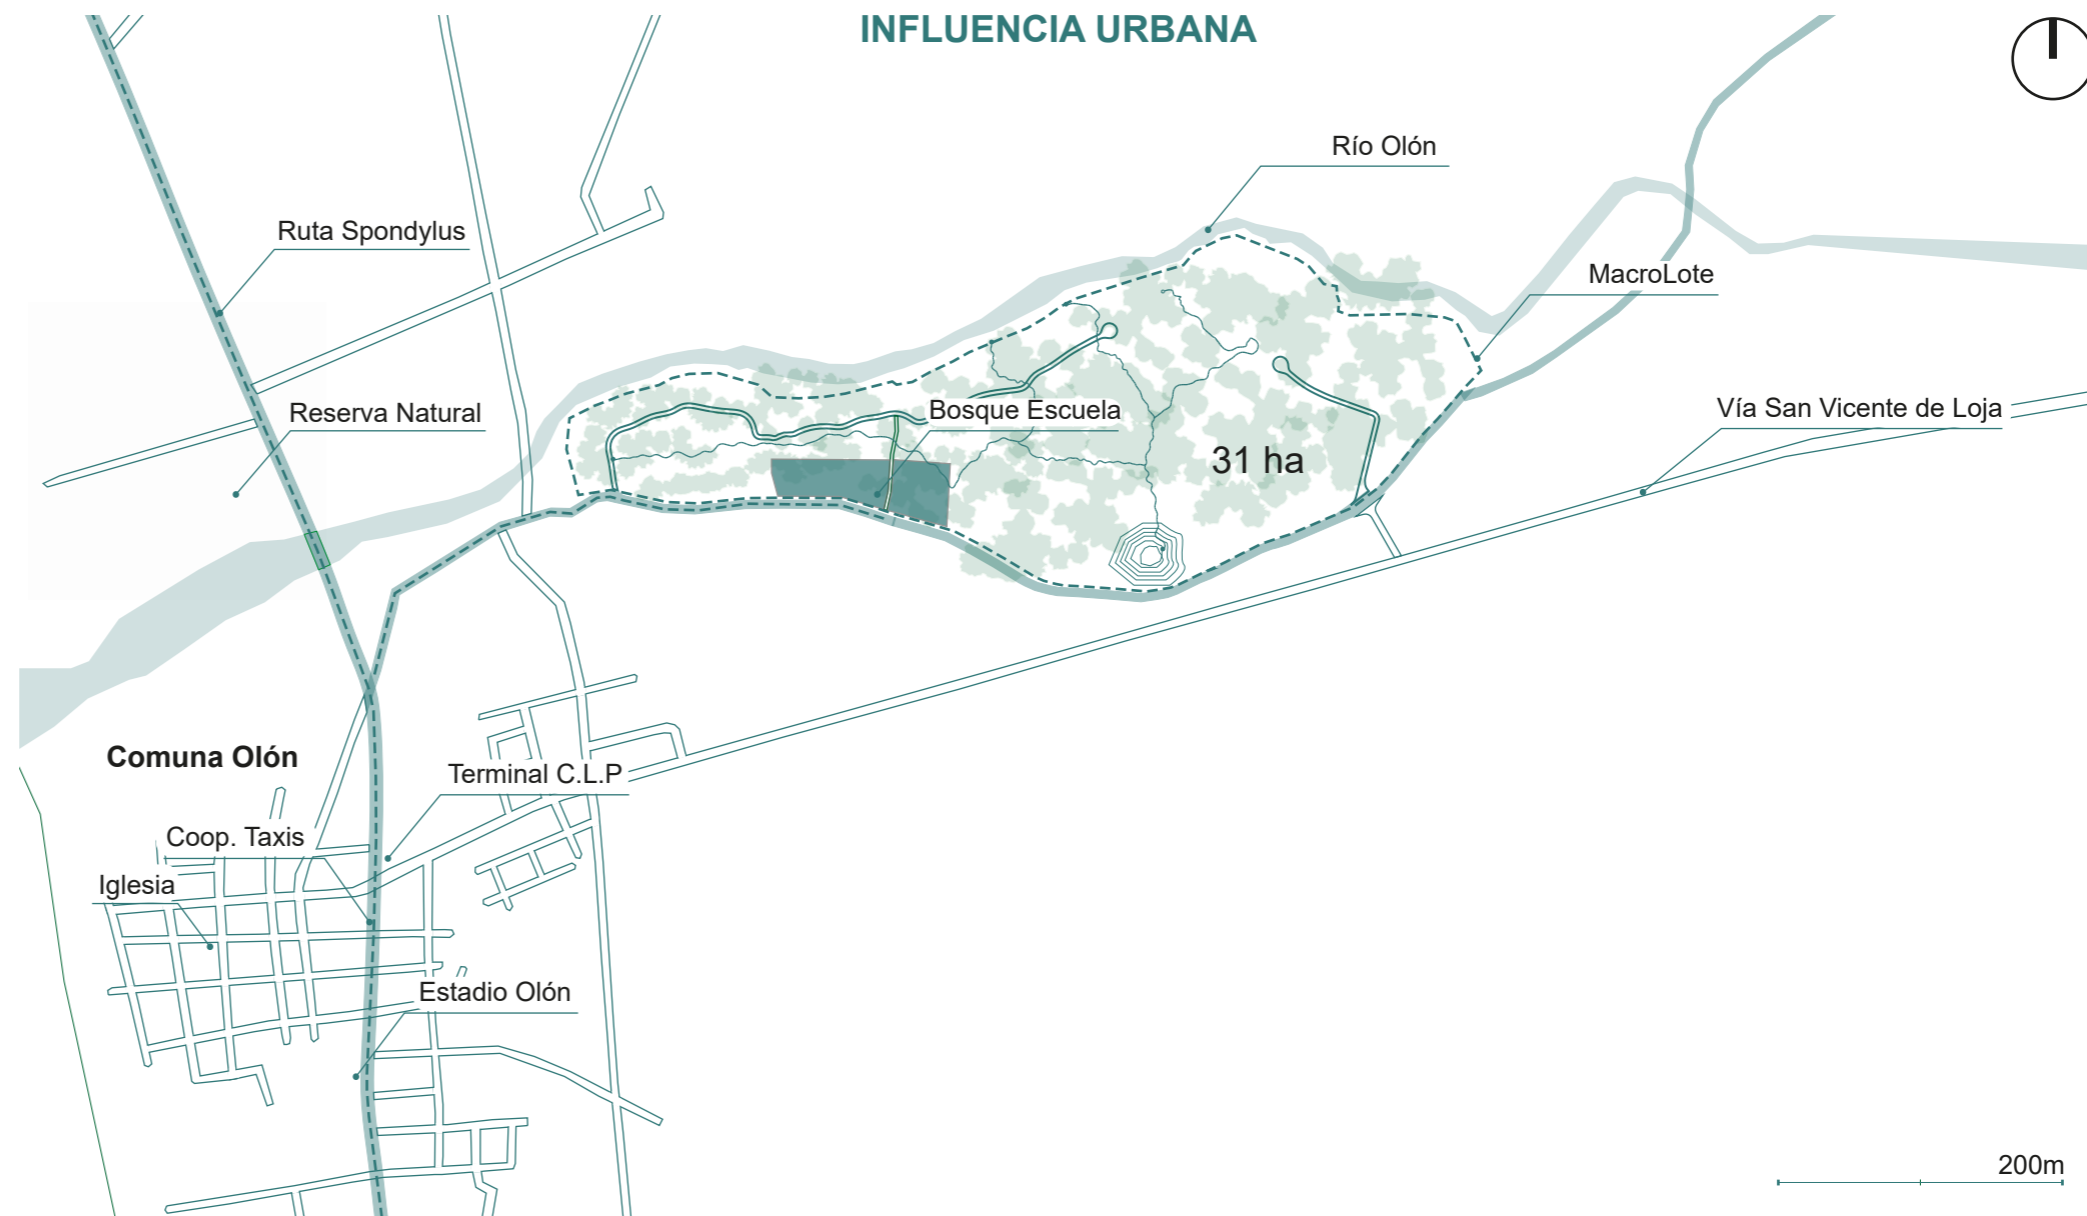 INFLUENCIA URBANA
Río Olón
Ruta Spondylus
MacroLote
Reserva Natural
Bosque Escuela
Vía San Vicente de Loja
31 ha
Comuna Olón
Terminal C.L.P
Coop. Taxis
Iglesia
Estadio Olón
200m